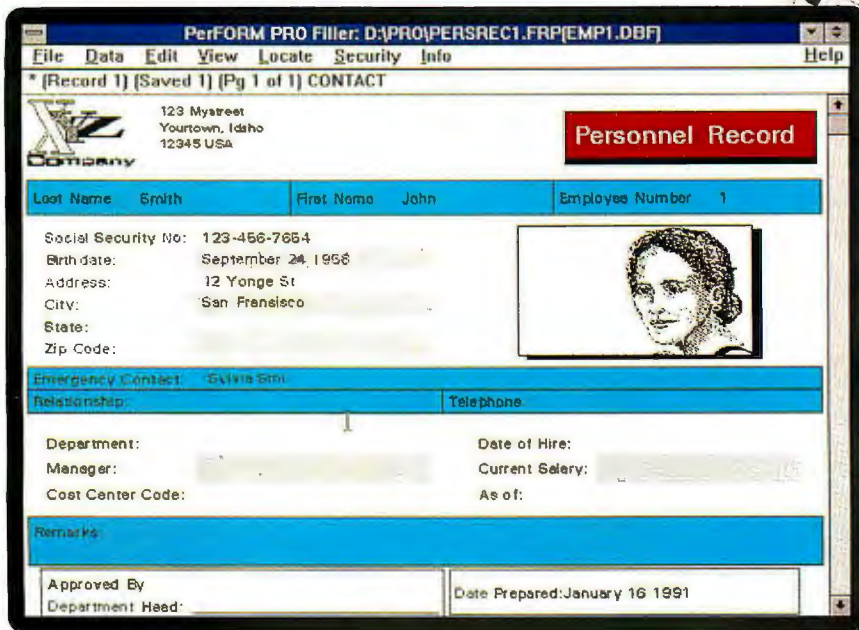 PerFORM PRO Filler: D:\PRO\PERSREC1.FRP[EMP1.DBF]
File Data Edit View Locate Security Info Help
* (Record 1) (Saved 1) (Pg 1 of 1) CONTACT
XYZ
Company
123 Mystreet
Yourtown, Idaho
12345 USA
Personnel Record
Last Name Smith First Name John Employee Number 1
Social Security No: 123-456-7654
Birthdate: September 24 1956
Address: 12 Yonge St
City: San Fransisco
State:
Zip Code:
Emergency Contact: Sylvia Smi
Relationship: Telephone
Department: Date of Hire:
Manager: Current Salary:
Cost Center Code: As of:
Remarks:
Approved By
Department Head: Date Prepared:January 16 1991